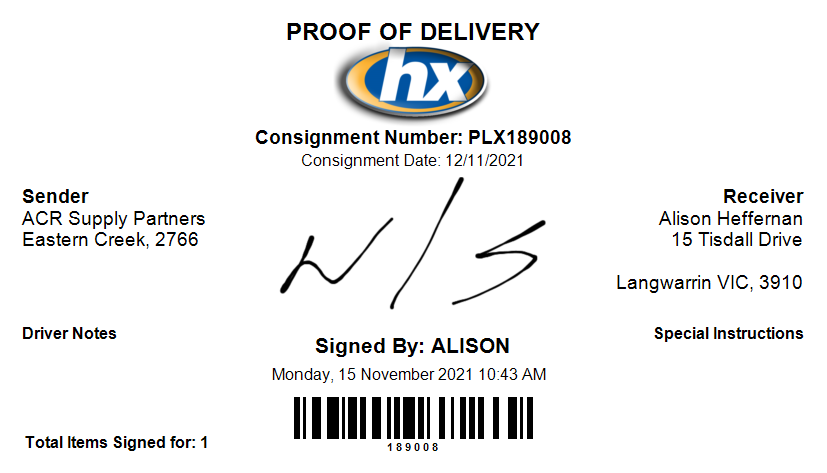 PROOF OF DELIVERY
hx
Consignment Number: PLX189008
Consignment Date: 12/11/2021
Sender
ACR Supply Partners
Eastern Creek, 2766
Receiver
Alison Heffernan
15 Tisdall Drive
Langwarrin VIC, 3910
N/S
Driver Notes
Special Instructions
Signed By: ALISON
Monday, 15 November 2021 10:43 AM
189008
Total Items Signed for: 1